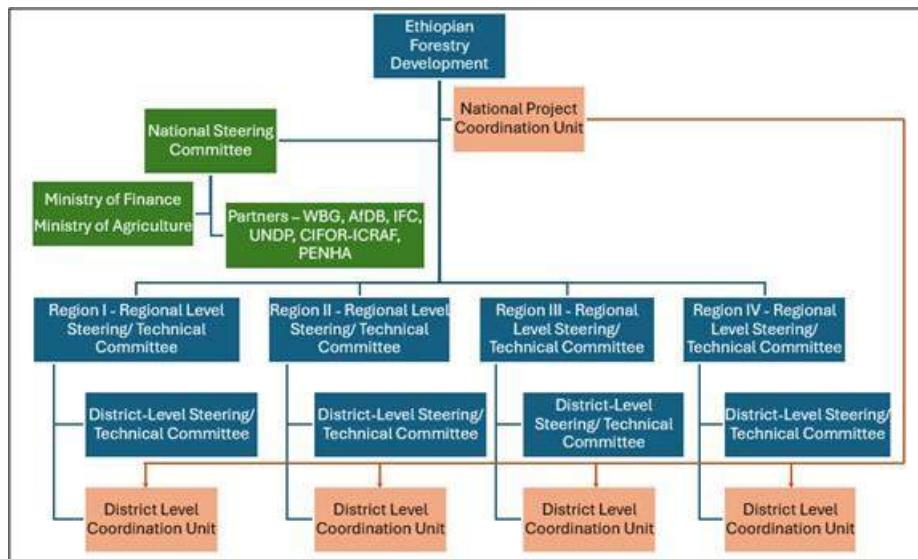 Ethiopian
Forestry
Development
National Project
Coordination Unit
National Steering
Committee
Ministry of Finance
Ministry of Agriculture
Partners – WBG, AfDB, IFC,
UNDP, CIFOR-ICRAF,
PENHA
Region I - Regional Level
Steering/ Technical
Committee
Region II - Regional Level
Steering/ Technical
Committee
Region III - Regional
Level Steering/
Technical Committee
Region IV - Regional
Level Steering/
Technical Committee
District-Level Steering/
Technical Committee
District-Level Steering/
Technical Committee
District-Level
Steering/ Technical
Committee
District-Level Steering/
Technical Committee
District Level
Coordination Unit
District Level
Coordination Unit
District Level
Coordination Unit
District Level
Coordination Unit